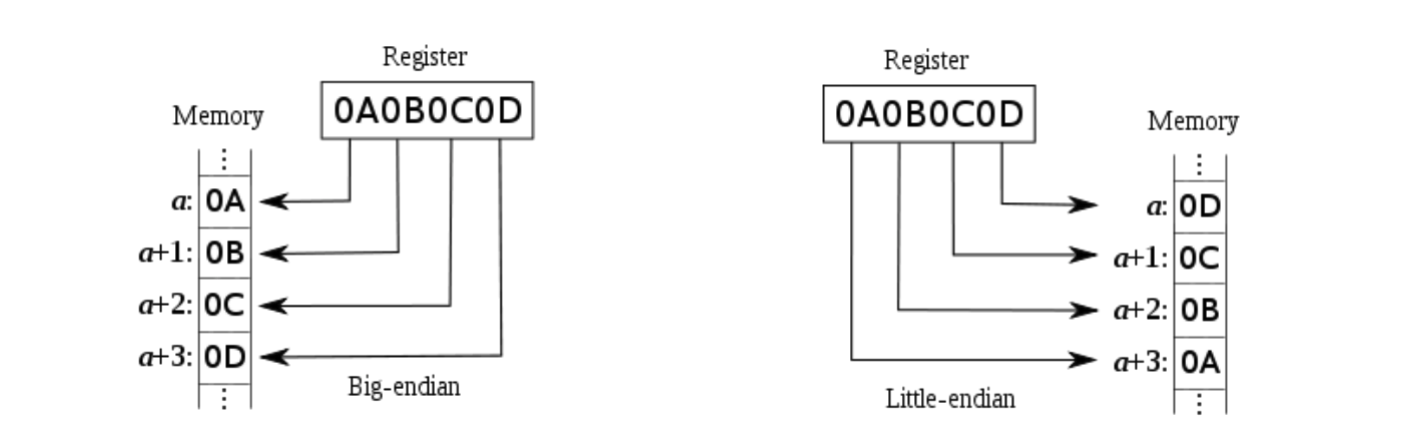 Register
0A0B0C0D
Memory
⋮
a: 0A
a+1: 0B
a+2: 0C
a+3: 0D
⋮
Big-endian
Register
0A0B0C0D
Memory
⋮
a: 0D
a+1: 0C
a+2: 0B
a+3: 0A
⋮
Little-endian